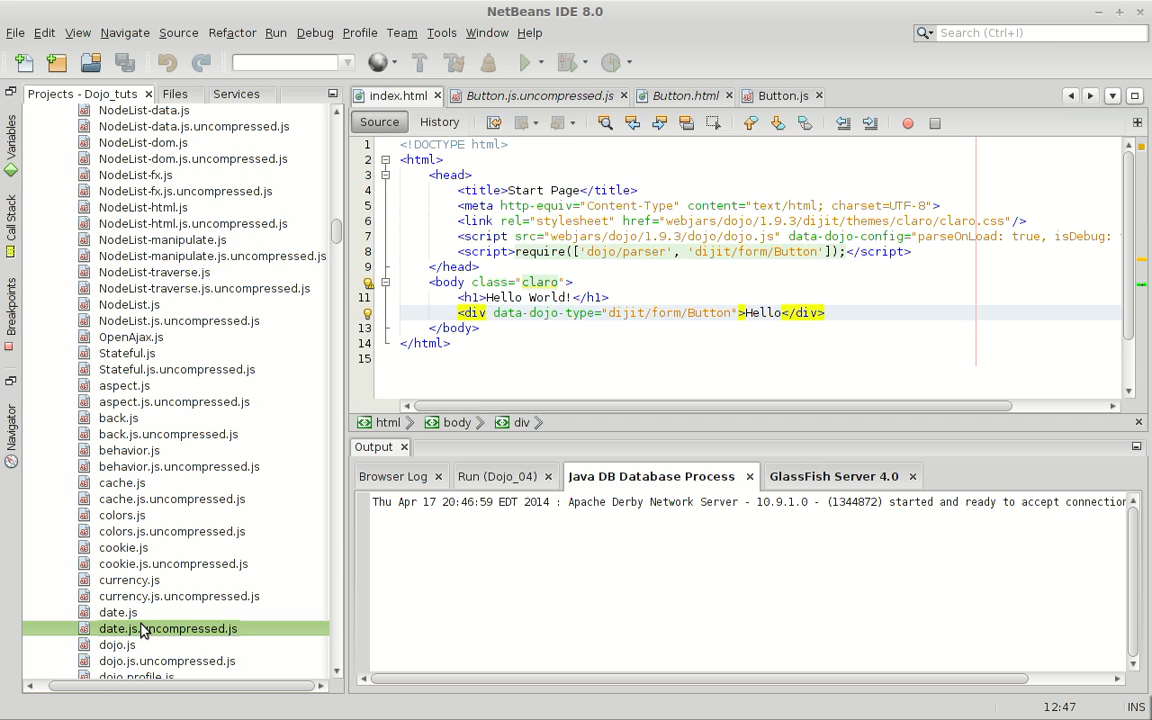 NetBeans IDE 8.0
File Edit View Navigate Source Refactor Run Debug Profile Team Tools Window Help
Search (Ctrl+I)
Projects - Dojo_tuts Files Services
index.html Button.js.uncompressed.js Button.html Button.js
Source History
Variables
Call Stack
Breakpoints
Navigator
NodeList-data.js
NodeList-data.js.uncompressed.js
NodeList-dom.js
NodeList-dom.js.uncompressed.js
NodeList-fx.js
NodeList-fx.js.uncompressed.js
NodeList-html.js
NodeList-html.js.uncompressed.js
NodeList-manipulate.js
NodeList-manipulate.js.uncompressed.js
NodeList-traverse.js
NodeList-traverse.js.uncompressed.js
NodeList.js
NodeList.js.uncompressed.js
OpenAjax.js
Stateful.js
Stateful.js.uncompressed.js
aspect.js
aspect.js.uncompressed.js
back.js
back.js.uncompressed.js
behavior.js
behavior.js.uncompressed.js
cache.js
cache.js.uncompressed.js
colors.js
colors.js.uncompressed.js
cookie.js
cookie.js.uncompressed.js
currency.js
currency.js.uncompressed.js
date.js
date.js.uncompressed.js
dojo.js
dojo.js.uncompressed.js
dojo.profile.js
1 <!DOCTYPE html>
2 <html>
3 <head>
4 <title>Start Page</title>
5 <meta http-equiv="Content-Type" content="text/html; charset=UTF-8">
6 <link rel="stylesheet" href="webjars/dojo/1.9.3/dijit/themes/claro/claro.css"/>
7 <script src="webjars/dojo/1.9.3/dojo/dojo.js" data-dojo-config="parseOnLoad: true, isDebug:
8 <script>require(['dojo/parser', 'dijit/form/Button']);</script>
9 </head>
<body class="claro">
11 <h1>Hello World!</h1>
<div data-dojo-type="dijit/form/Button">Hello</div>
13 </body>
14 </html>
15
html body div
Output
Browser Log Run (Dojo_04) Java DB Database Process GlassFish Server 4.0
Thu Apr 17 20:46:59 EDT 2014 : Apache Derby Network Server - 10.9.1.0 - (1344872) started and ready to accept connection
12:47 INS